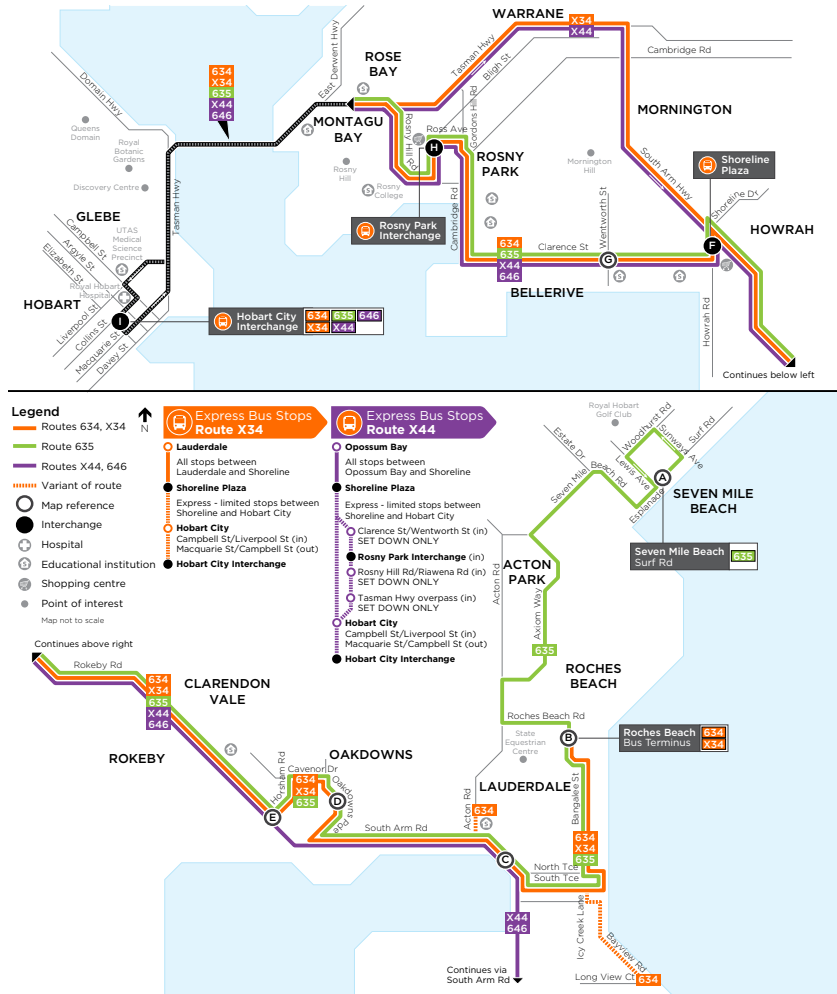 WARRANE
X34
X44
Cambridge Rd
ROSE
BAY
Tasman Hwy
Bligh St
East Derwent Hwy
634
X34
635
X44
646
Domain Hwy
MORNINGTON
MONTAGU
BAY
Gordons Hill Rd
Queens
Domain
Ross Ave
Rosny Hill Rd
H
ROSNY
PARK
Royal
Botanic
Gardens
Rosny
Hill
Mornington
Hill
South Arm Hwy
Shoreline
Plaza
Discovery Centre
Rosny
College
Shoreline Dr
Tasman Hwy
GLEBE
Campbell St
UTAS
Medical
Science
Precinct
Argyle St
Elizabeth St
Rosny Park
Interchange
Cambridge Rd
Wentworth St
HOWRAH
634
635
X44
646
Clarence St
F
G
BELLERIVE
Royal Hobart
Hospital
HOBART
Liverpool St
Collins St
Macquarie St
Davey St
I
Hobart City
Interchange
634 635 646
X34 X44
Howrah Rd
Continues below left
Legend
N
Routes 634, X34
Route 635
Routes X44, 646
Variant of route
Map reference
Interchange
Hospital
Educational institution
Shopping centre
Point of interest
Map not to scale
Express Bus Stops
Route X34
Lauderdale
All stops between
Lauderdale and Shoreline
Shoreline Plaza
Express - limited stops between
Shoreline and Hobart City
Hobart City
Campbell St/Liverpool St (in)
Macquarie St/Campbell St (out)
Hobart City Interchange
Express Bus Stops
Route X44
Opossum Bay
All stops between
Opossum Bay and Shoreline
Shoreline Plaza
Express - limited stops between
Shoreline and Hobart City
Clarence St/Wentworth St (in)
SET DOWN ONLY
Rosny Park Interchange (in)
Rosny Hill Rd/Riawena Rd (in)
SET DOWN ONLY
Tasman Hwy overpass (in)
SET DOWN ONLY
Hobart City
Campbell St/Liverpool St (in)
Macquarie St/Campbell St (out)
Hobart City Interchange
Royal Hobart
Golf Club
Woodhurst Rd
Sunways Ave
Surf Rd
Estate Dr
Lewis Ave
Seven Mile Beach Rd
A
Esplanade
SEVEN MILE
BEACH
Seven Mile Beach
Surf Rd
635
ACTON
PARK
Acton Rd
Axiom Way
635
ROCHES
BEACH
Roches Beach Rd
B
Roches Beach
Bus Terminus
634
X34
State
Equestrian
Centre
Continues above right
Rokeby Rd
634
X34
635
X44
646
CLARENDON
VALE
ROKEBY
OAKDOWNS
Horsham Rd
Cavenor Dr
634
X34
635
Oakdowns Pde
D
E
LAUDERDALE
Acton Rd
634
Bangalee St
South Arm Rd
634
X34
635
C
North Tce
South Tce
X44
646
Icy Creek Lane
Bayview Rd
Continues via
South Arm Rd
Long View Ct
634